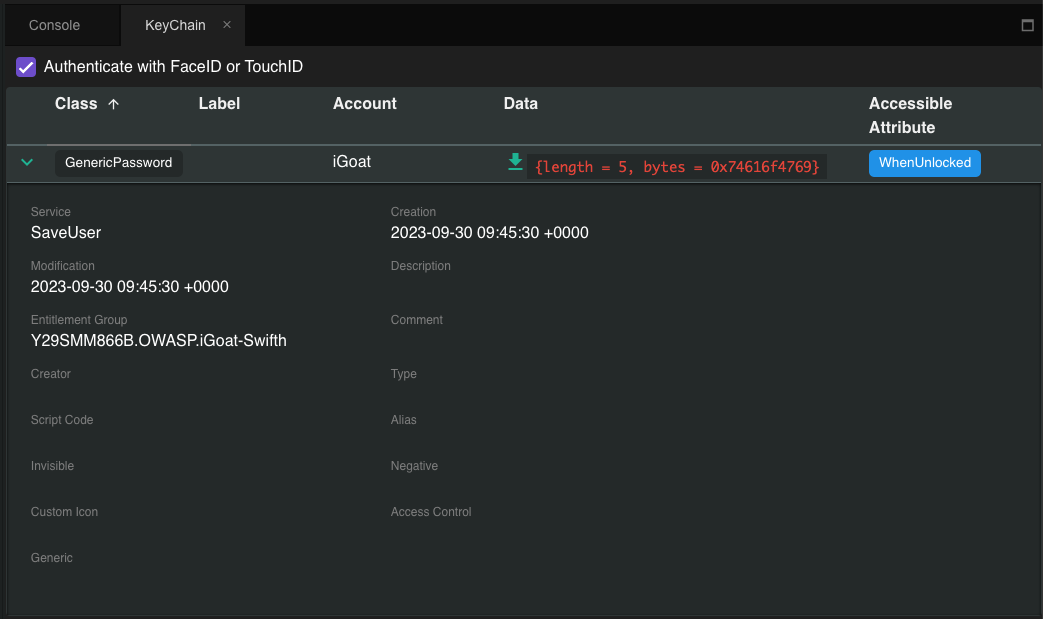 Console
KeyChain ×
Authenticate with FaceID or TouchID
Class ↑ Label Account Data Accessible Attribute
GenericPassword iGoat {length = 5, bytes = 0x74616f4769} WhenUnlocked
Service Creation
SaveUser 2023-09-30 09:45:30 +0000
Modification Description
2023-09-30 09:45:30 +0000
Entitlement Group Comment
Y29SMM866B.OWASP.iGoat-Swifth
Creator Type
Script Code Alias
Invisible Negative
Custom Icon Access Control
Generic